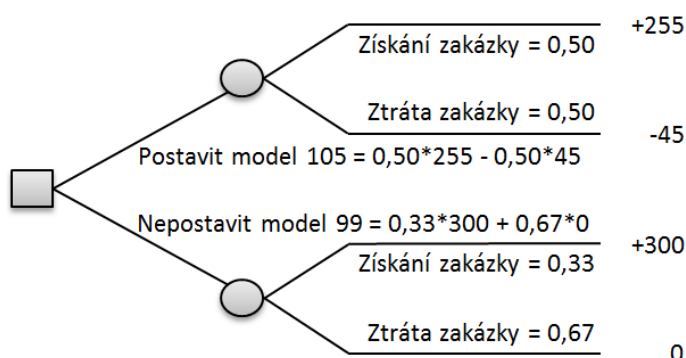 +255
Získání zakázky = 0,50
Ztráta zakázky = 0,50
-45
Postavit model 105 = 0,50*255 - 0,50*45
Nepostavit model 99 = 0,33*300 + 0,67*0
+300
Získání zakázky = 0,33
Ztráta zakázky = 0,67
0